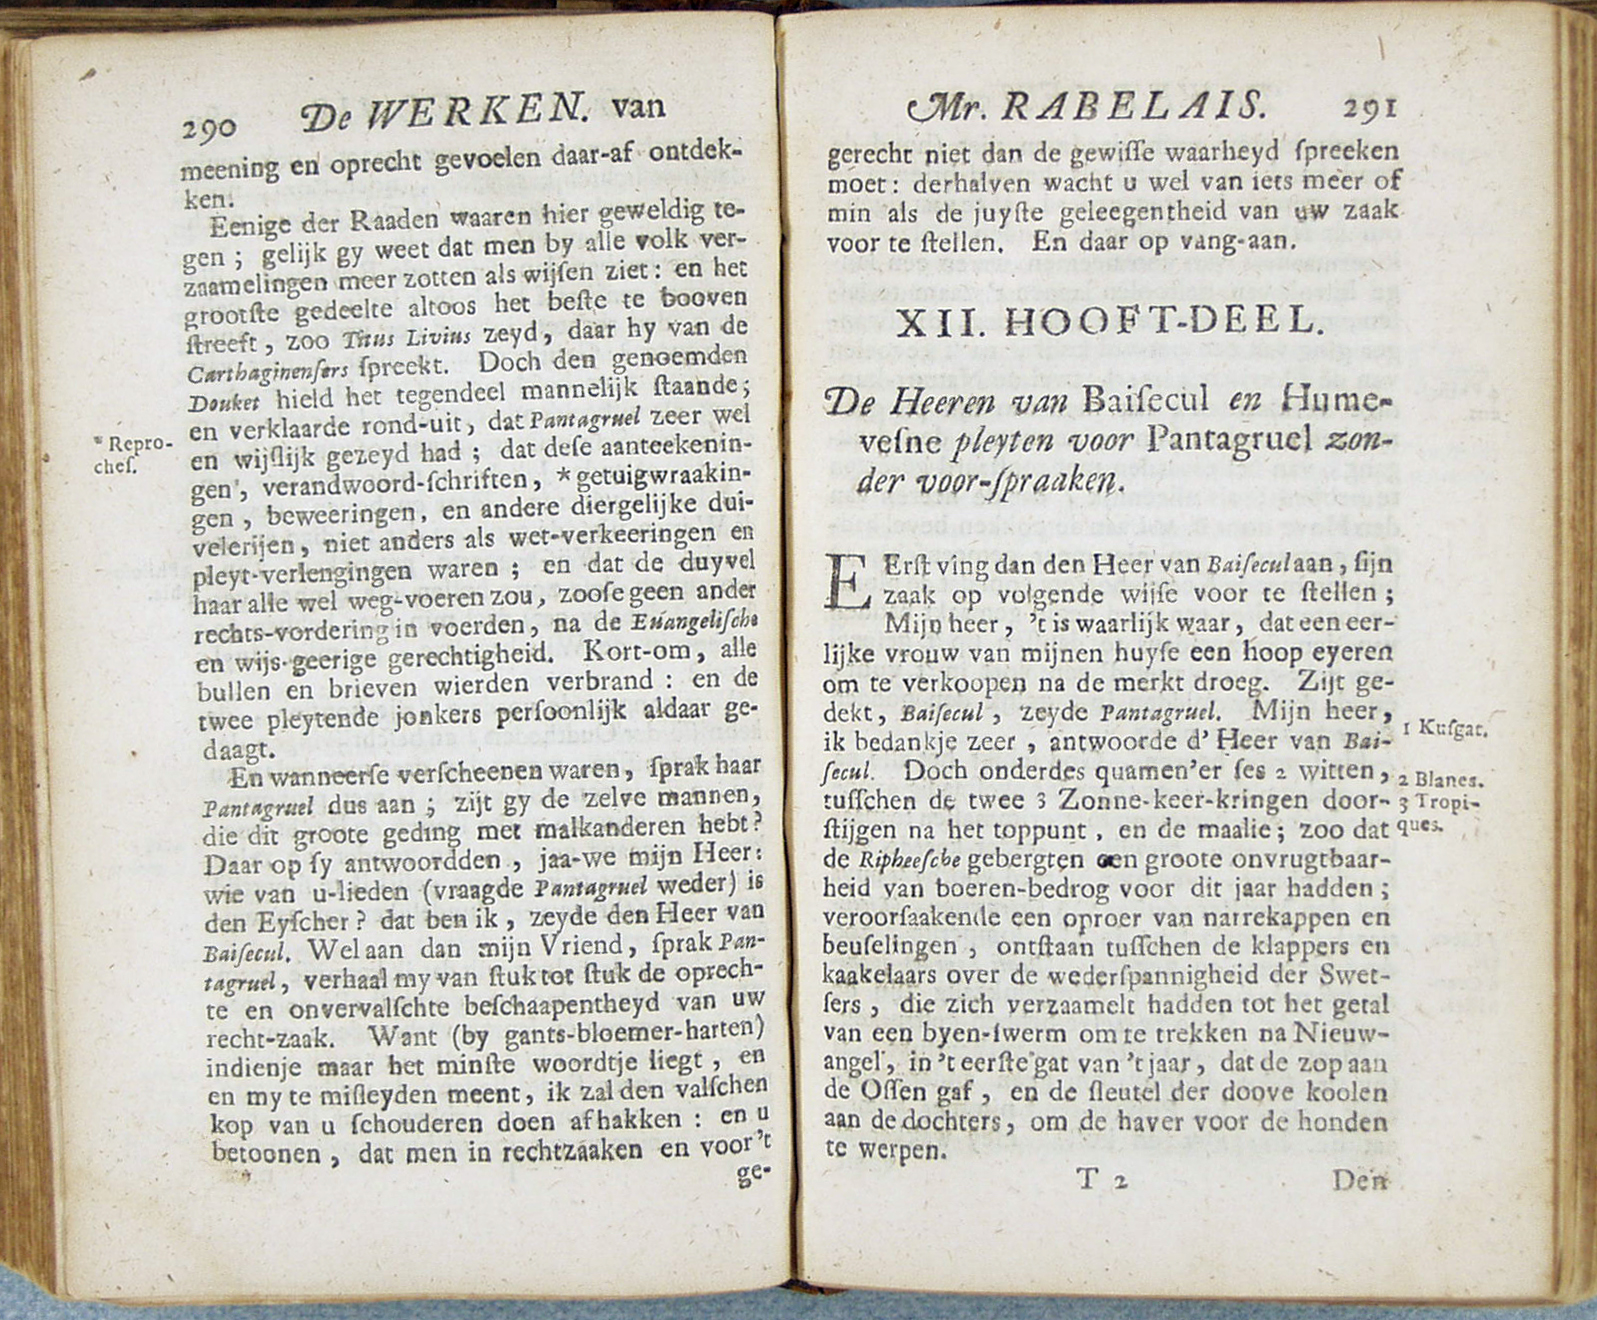 290 De WERKEN. van
meening en oprecht gevoelen daar-af ontdek-
ken.
Eenige der Raaden waaren hier geweldig te-
gen ; gelijk gy weet dat men by alle volk ver-
zaamelingen meer zotten als wijſen ziet : en het
grootſte gedeelte altoos het beſte te booven
ſtreeft , zoo Titus Livius zeyd , daar hy van de
Carthaginenſers ſpreekt. Doch den genoemden
Douket hield het tegendeel mannelijk ſtaande ;
en verklaarde rond-uit , dat Pantagruel zeer wel
en wijſlijk gezeyd had ; dat deſe aanteekenin-
gen , verandwoord-ſchriften , * getuigwraakin-
gen , beweeringen , en andere diergelijke dui-
velerijen , niet anders als wet-verkeeringen en
pleyt-verlengingen waren ; en dat de duyvel
haar alle wel weg-voeren zou , zooſe geen ander
rechts-vordering in voerden , na de Euangeliſche
en wijs-geerige gerechtigheid. Kort-om , alle
bullen en brieven wierden verbrand : en de
twee pleytende jonkers perſoonlijk aldaar ge-
daagt.
En wanneerſe verſcheenen waren , ſprak haar
Pantagruel dus aan ; zijt gy de zelve mannen,
die dit groote geding met malkanderen hebt ?
Daar op ſy antwoordden , jaa-we mijn Heer :
wie van u-lieden (vraagde Pantagruel weder) is
den Eyſcher ? dat ben ik , zeyde den Heer van
Baiſecul. Wel aan dan mijn Vriend , ſprak Pan-
tagruel , verhaal my van ſtuk tot ſtuk de oprech-
te en onvervalſchte beſchaapentheyd van uw
recht-zaak. Want (by gants-bloemer-harten)
indienje maar het minſte woordtje liegt , en
en my te miſleyden meent , ik zal den valſchen
kop van u ſchouderen doen af hakken : en u
betoonen , dat men in rechtzaaken en voor 't
ge-
* Repro-
cheſ.
Mr. RABELAIS. 291
gerecht niet dan de gewiſſe waarheyd ſpreeken
moet : derhalven wacht u wel van iets meer of
min als de juyſte geleegentheid van uw zaak
voor te ſtellen. En daar op vang-aan.
XII. HOOFT-DEEL.
De Heeren van Baiſecul en Hume-
veſne pleyten voor Pantagruel zon-
der voor-ſpraaken.
EErſt ving dan den Heer van Baiſecul aan , ſijn
zaak op volgende wijſe voor te ſtellen ;
Mijn heer , 't is waarlijk waar , dat een eer-
lijke vrouw van mijnen huyſe een hoop eyeren
om te verkoopen na de merkt droeg. Zijt ge-
dekt , Baiſecul , zeyde Pantagruel. Mijn heer,
ik bedankje zeer , antwoorde d' Heer van Bai-
ſecul. Doch onderdes quamen'er ſes 2 witten ,
tuſſchen de twee 3 Zonne-keer-kringen door-
ſtijgen na het toppunt , en de maalie ; zoo dat
de Ripheeſche gebergten een groote onvrugtbaar-
heid van boeren-bedrog voor dit jaar hadden ;
veroorſaakende een oproer van narrekappen en
beuſelingen , ontſtaan tuſſchen de klappers en
kaakelaars over de wederſpannigheid der Swet-
ſers , die zich verzaamelt hadden tot het getal
van een byen-ſwerm om te trekken na Nieuw-
angel , in 't eerſte gat van 't jaar , dat de zop aan
de Oſſen gaf , en de ſleutel der doove koolen
aan de dochters , om de haver voor de honden
te werpen.
T 2 Den
1 Kuſgat.
2 Blancs.
3 Tropi-
ques.